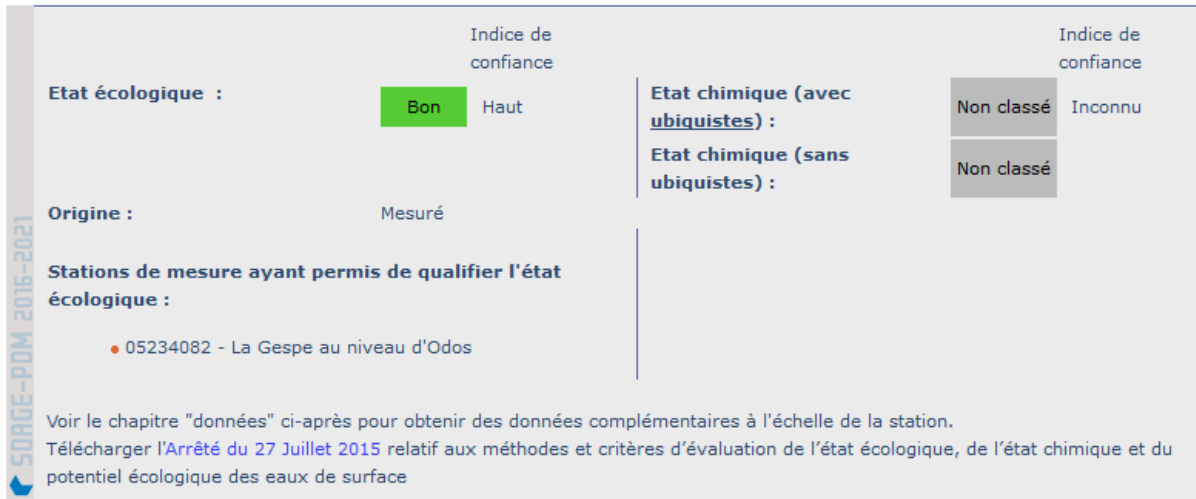 Indice de confiance
Indice de confiance
Etat écologique :
Bon
Haut
Etat chimique (avec ubiquistes) :
Non classé
Inconnu
Etat chimique (sans ubiquistes) :
Non classé
Origine :
Mesuré
Stations de mesure ayant permis de qualifier l'état
écologique :
05234082 - La Gespe au niveau d'Odos
Voir le chapitre "données" ci-après pour obtenir des données complémentaires à l'échelle de la station.
Télécharger l'Arrêté du 27 Juillet 2015 relatif aux méthodes et critères d’évaluation de l’état écologique, de l’état chimique et du
potentiel écologique des eaux de surface
SDAGE-PDM 2016-2021